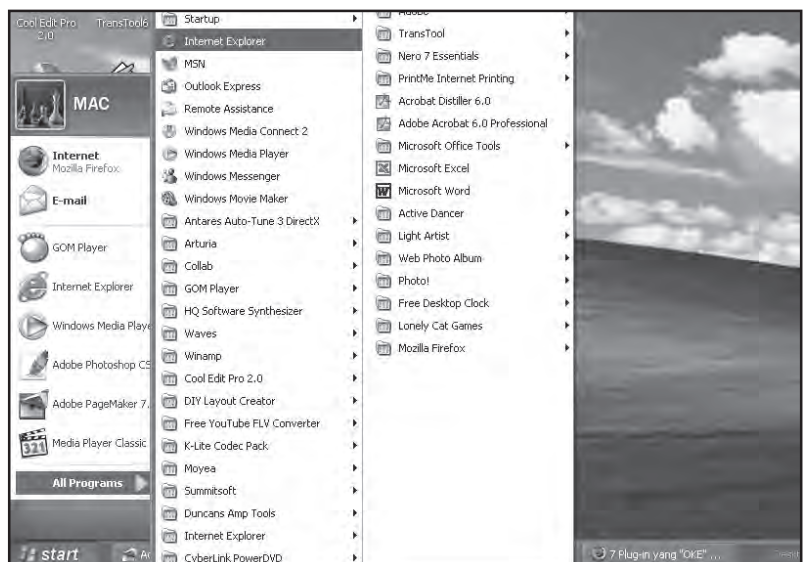 Cool Edit Pro 2.0
TransTool6
MAC
Internet
Mozilla Firefox
E-mail
GOM Player
Internet Explorer
Windows Media Playe
Adobe Photoshop CS
Adobe PageMaker 7.
Media Player Classic
All Programs
start
Startup
Internet Explorer
MSN
Outlook Express
Remote Assistance
Windows Media Connect 2
Windows Media Player
Windows Messenger
Windows Movie Maker
Antares Auto-Tune 3 DirectX
Arturia
Collab
GOM Player
HQ Software Synthesizer
Waves
Winamp
Cool Edit Pro 2.0
DIY Layout Creator
Free YouTube FLV Converter
K-Lite Codec Pack
Moyea
Summitsoft
Duncans Amp Tools
Internet Explorer
CyberLink PowerDVD
Adobe
TransTool
Nero 7 Essentials
PrintMe Internet Printing
Acrobat Distiller 6.0
Adobe Acrobat 6.0 Professional
Microsoft Office Tools
Microsoft Excel
Microsoft Word
Active Dancer
Light Artist
Web Photo Album
Photo!
Free Desktop Clock
Lonely Cat Games
Mozilla Firefox
7 Plug-in yang "OKE" ...